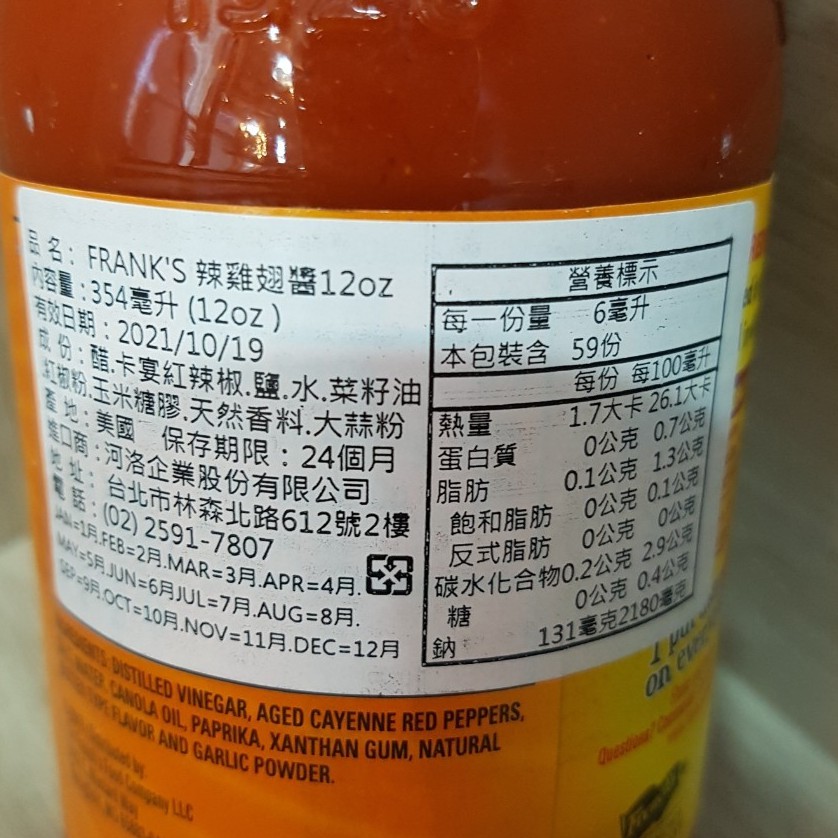 品 名： FRANK'S 辣雞翅醬12oz
內容量：354毫升 (12oz)
有效日期：2021/10/19
成 份：醋.卡宴紅辣椒.鹽.水.菜籽油
紅椒粉.玉米糖膠.天然香料.大蒜粉
產 地：美國 保存期限：24個月
進口商：河洛企業股份有限公司
地 址：台北市林森北路612號2樓
電 話：(02) 2591-7807
JAN=1月.FEB=2月.MAR=3月.APR=4月.
MAY=5月.JUN=6月JUL=7月.AUG=8月.
SEP=9月.OCT=10月.NOV=11月.DEC=12月
營養標示
每一份量 6毫升
本包裝含 59份
每份 每100毫升
熱量 1.7大卡 26.1大卡
蛋白質 0公克 0.7公克
脂肪 0.1公克 1.3公克
飽和脂肪 0公克 0.1公克
反式脂肪 0公克 0公克
碳水化合物0.2公克 2.9公克
糖 0公克 0.4公克
鈉 131毫克2180毫克
INGREDIENTS: DISTILLED VINEGAR, AGED CAYENNE RED PEPPERS,
WATER, CANOLA OIL, PAPRIKA, XANTHAN GUM, NATURAL
TYPE FLAVOR AND GARLIC POWDER.
by
Company LLC
I put
on every
Questions?